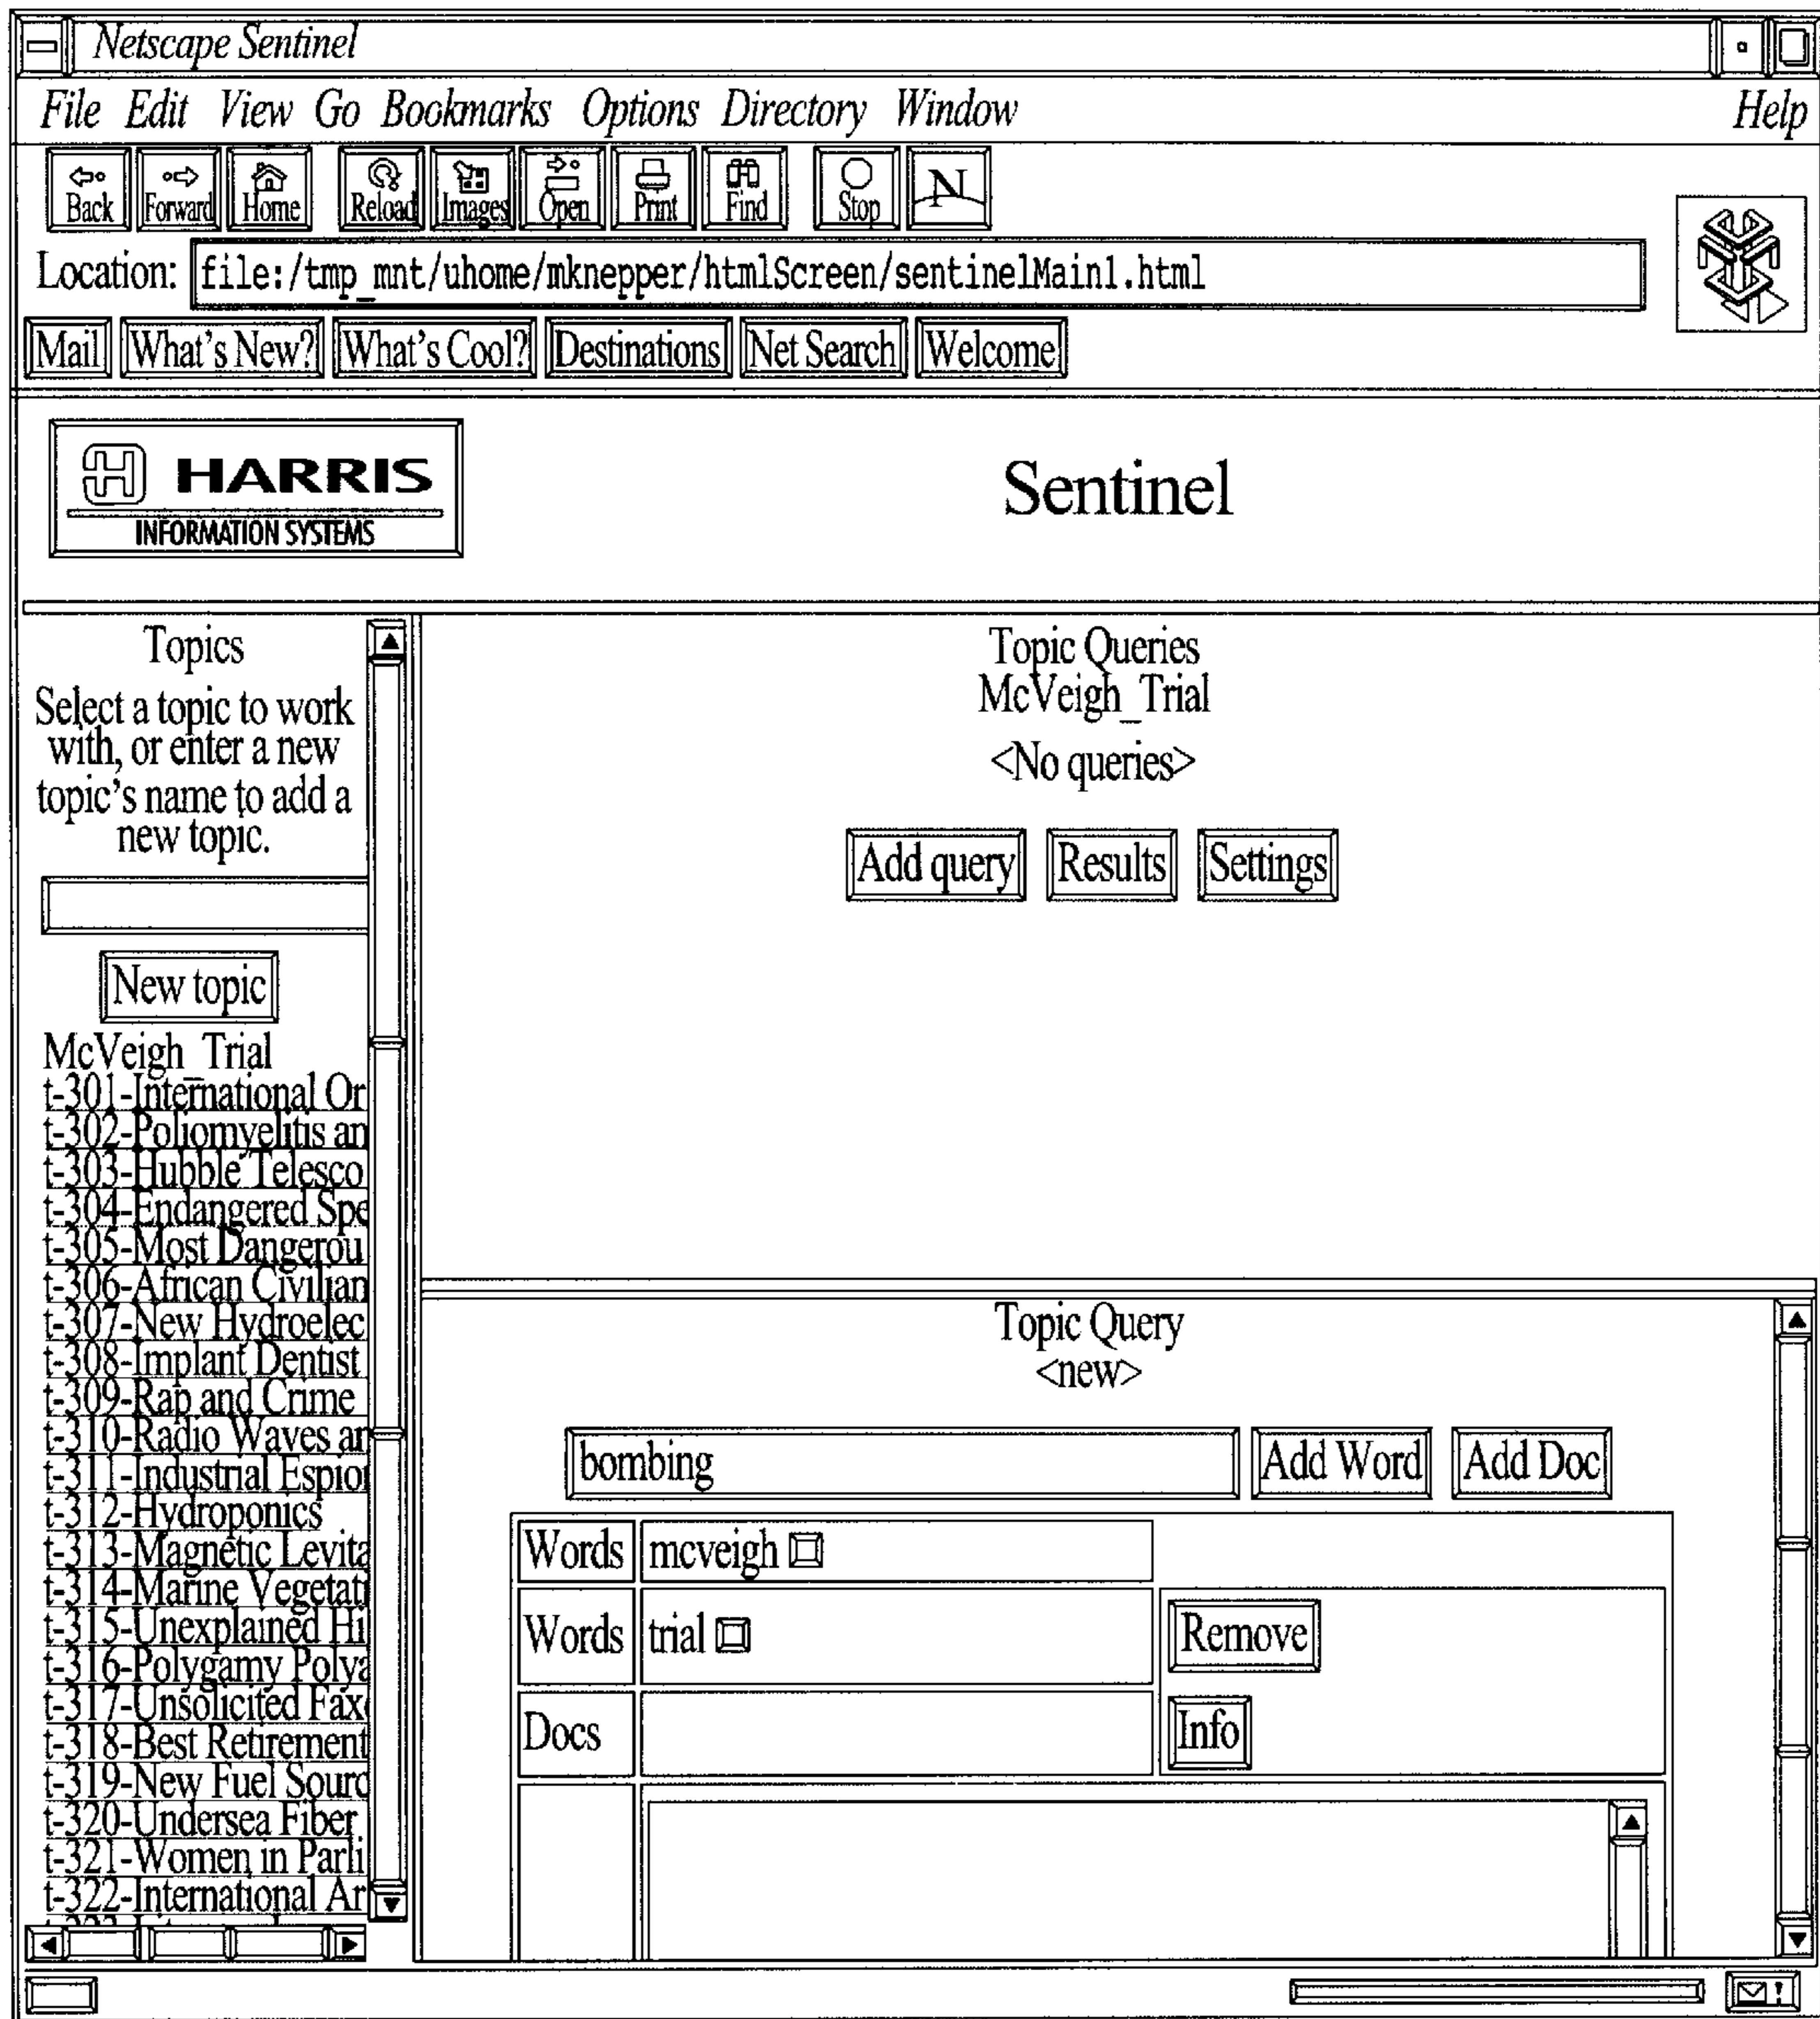 Netscape Sentinel
File Edit View Go Bookmarks Options Directory Window Help
Back Forward Home Reload Images Open Print Find Stop N
Location: file:/tmp_mnt/uhome/mknepper/htmlScreen/sentinelMain1.html
Mail What's New? What's Cool? Destinations Net Search Welcome
H HARRIS
INFORMATION SYSTEMS
Sentinel
Topics
Select a topic to work
with, or enter a new
topic's name to add a
new topic.
New topic
McVeigh_Trial
t-301-International Or
t-302-Poliomyelitis an
t-303-Hubble Telesco
t-304-Endangered Spe
t-305-Most Dangerou
t-306-African Civilian
t-307-New Hydroelec
t-308-Implant Dentist
t-309-Rap and Crime
t-310-Radio Waves an
t-311-Industrial Espion
t-312-Hydroponics
t-313-Magnetic Levita
t-314-Marine Vegetati
t-315-Unexplained Hi
t-316-Polygamy Polya
t-317-Unsolicited Faxe
t-318-Best Retirement
t-319-New Fuel Sourc
t-320-Undersea Fiber
t-321-Women in Parli
t-322-International Ar
Topic Queries
McVeigh_Trial
<No queries>
Add query Results Settings
Topic Query
<new>
bombing Add Word Add Doc
Words mcveigh
Words trial Remove
Docs Info